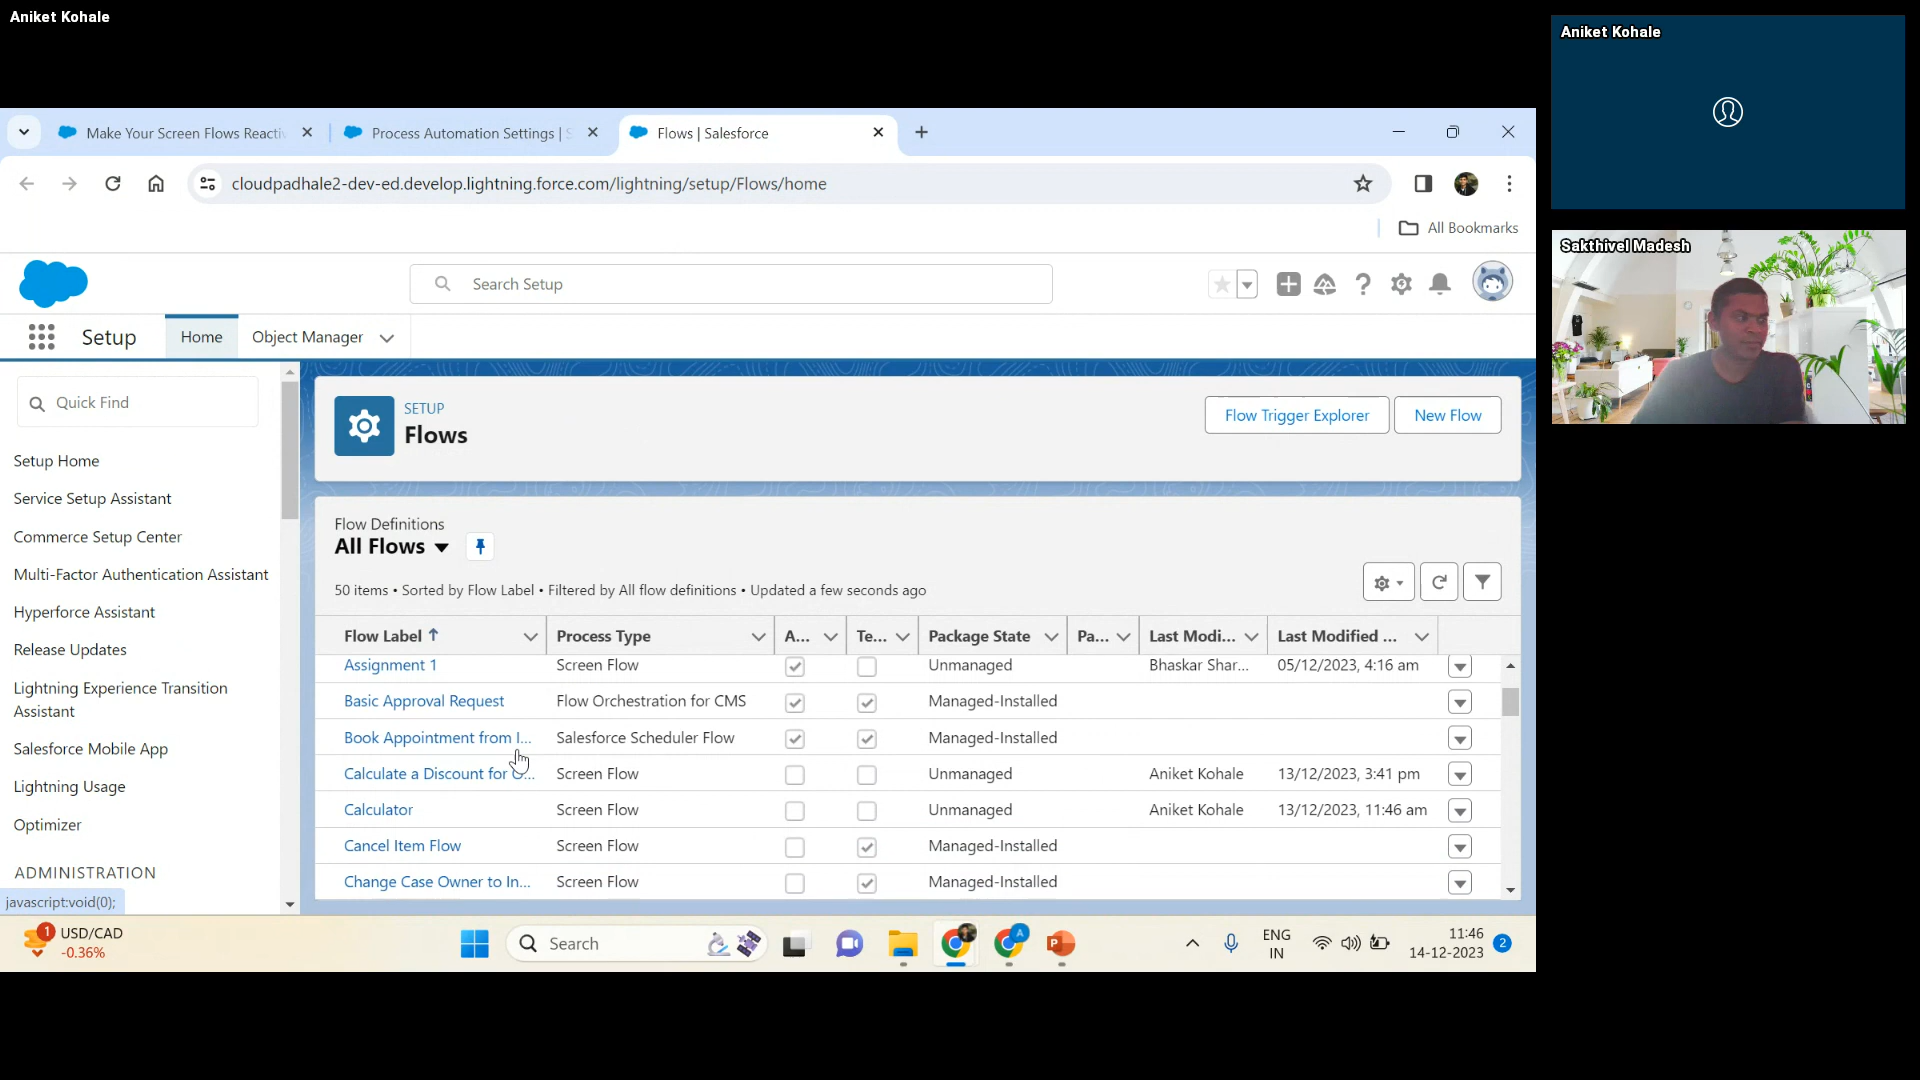 Aniket Kohale
Aniket Kohale
Sakthivel Madesh
Make Your Screen Flows Reacti
Process Automation Settings | S
Flows | Salesforce
cloudpadhale2-dev-ed.develop.lightning.force.com/lightning/setup/Flows/home
All Bookmarks
Search Setup
Setup
Home
Object Manager
Quick Find
Setup Home
Service Setup Assistant
Commerce Setup Center
Multi-Factor Authentication Assistant
Hyperforce Assistant
Release Updates
Lightning Experience Transition
Assistant
Salesforce Mobile App
Lightning Usage
Optimizer
ADMINISTRATION
javascript:void(0);
SETUP
Flows
Flow Trigger Explorer
New Flow
Flow Definitions
All Flows
50 items • Sorted by Flow Label • Filtered by All flow definitions • Updated a few seconds ago
Flow Label Process Type A... Te... Package State Pa... Last Modi... Last Modified ...
Assignment 1 Screen Flow Unmanaged Bhaskar Shar... 05/12/2023, 4:16 am
Basic Approval Request Flow Orchestration for CMS Managed-Installed
Book Appointment from I... Salesforce Scheduler Flow Managed-Installed
Calculate a Discount for O... Screen Flow Unmanaged Aniket Kohale 13/12/2023, 3:41 pm
Calculator Screen Flow Unmanaged Aniket Kohale 13/12/2023, 11:46 am
Cancel Item Flow Screen Flow Managed-Installed
Change Case Owner to In... Screen Flow Managed-Installed
1
USD/CAD
-0.36%
Search
A
P
ENG
IN
11:46
14-12-2023
2